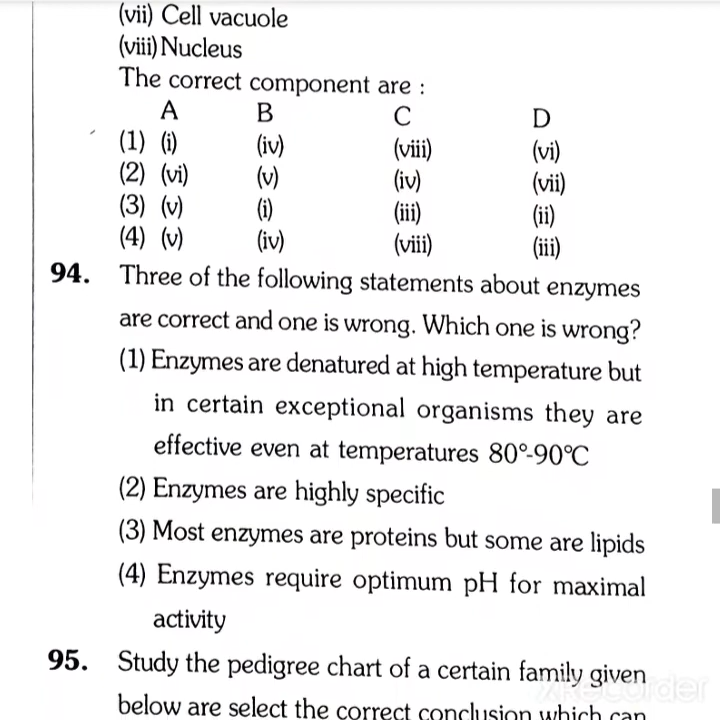 (vii) Cell vacuole
(viii) Nucleus
The correct component are :
A B C D
(1) (i) (iv) (viii) (vi)
(2) (vi) (v) (iv) (vii)
(3) (v) (i) (iii) (ii)
(4) (v) (iv) (viii) (iii)
94. Three of the following statements about enzymes
are correct and one is wrong. Which one is wrong?
(1) Enzymes are denatured at high temperature but
in certain exceptional organisms they are
effective even at temperatures 80°-90°C
(2) Enzymes are highly specific
(3) Most enzymes are proteins but some are lipids
(4) Enzymes require optimum pH for maximal
activity
95. Study the pedigree chart of a certain family given
below are select the correct conclusion which can